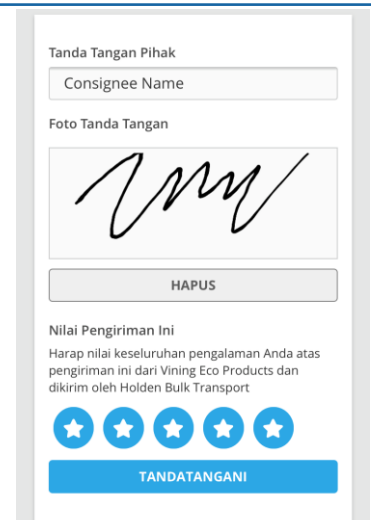 Tanda Tangan Pihak
Consignee Name
Foto Tanda Tangan
HAPUS
Nilai Pengiriman Ini
Harap nilai keseluruhan pengalaman Anda atas
pengiriman ini dari Vining Eco Products dan
dikirim oleh Holden Bulk Transport
TANDATANGANI